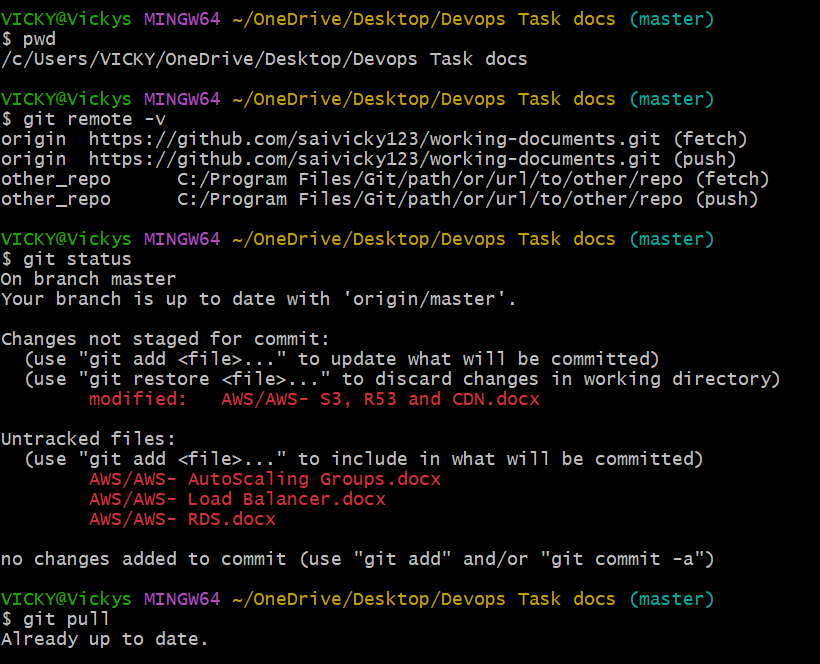 VICKY@Vickys MINGW64 ~/OneDrive/Desktop/Devops Task docs (master)
$ pwd
/c/Users/VICKY/OneDrive/Desktop/Devops Task docs
VICKY@Vickys MINGW64 ~/OneDrive/Desktop/Devops Task docs (master)
$ git remote -v
origin  https://github.com/saivicky123/working-documents.git (fetch)
origin  https://github.com/saivicky123/working-documents.git (push)
other_repo      C:/Program Files/Git/path/or/url/to/other/repo (fetch)
other_repo      C:/Program Files/Git/path/or/url/to/other/repo (push)
VICKY@Vickys MINGW64 ~/OneDrive/Desktop/Devops Task docs (master)
$ git status
On branch master
Your branch is up to date with 'origin/master'.
Changes not staged for commit:
  (use "git add <file>..." to update what will be committed)
  (use "git restore <file>..." to discard changes in working directory)
        modified:   AWS/AWS- S3, R53 and CDN.docx
Untracked files:
  (use "git add <file>..." to include in what will be committed)
        AWS/AWS- AutoScaling Groups.docx
        AWS/AWS- Load Balancer.docx
        AWS/AWS- RDS.docx
no changes added to commit (use "git add" and/or "git commit -a")
VICKY@Vickys MINGW64 ~/OneDrive/Desktop/Devops Task docs (master)
$ git pull
Already up to date.